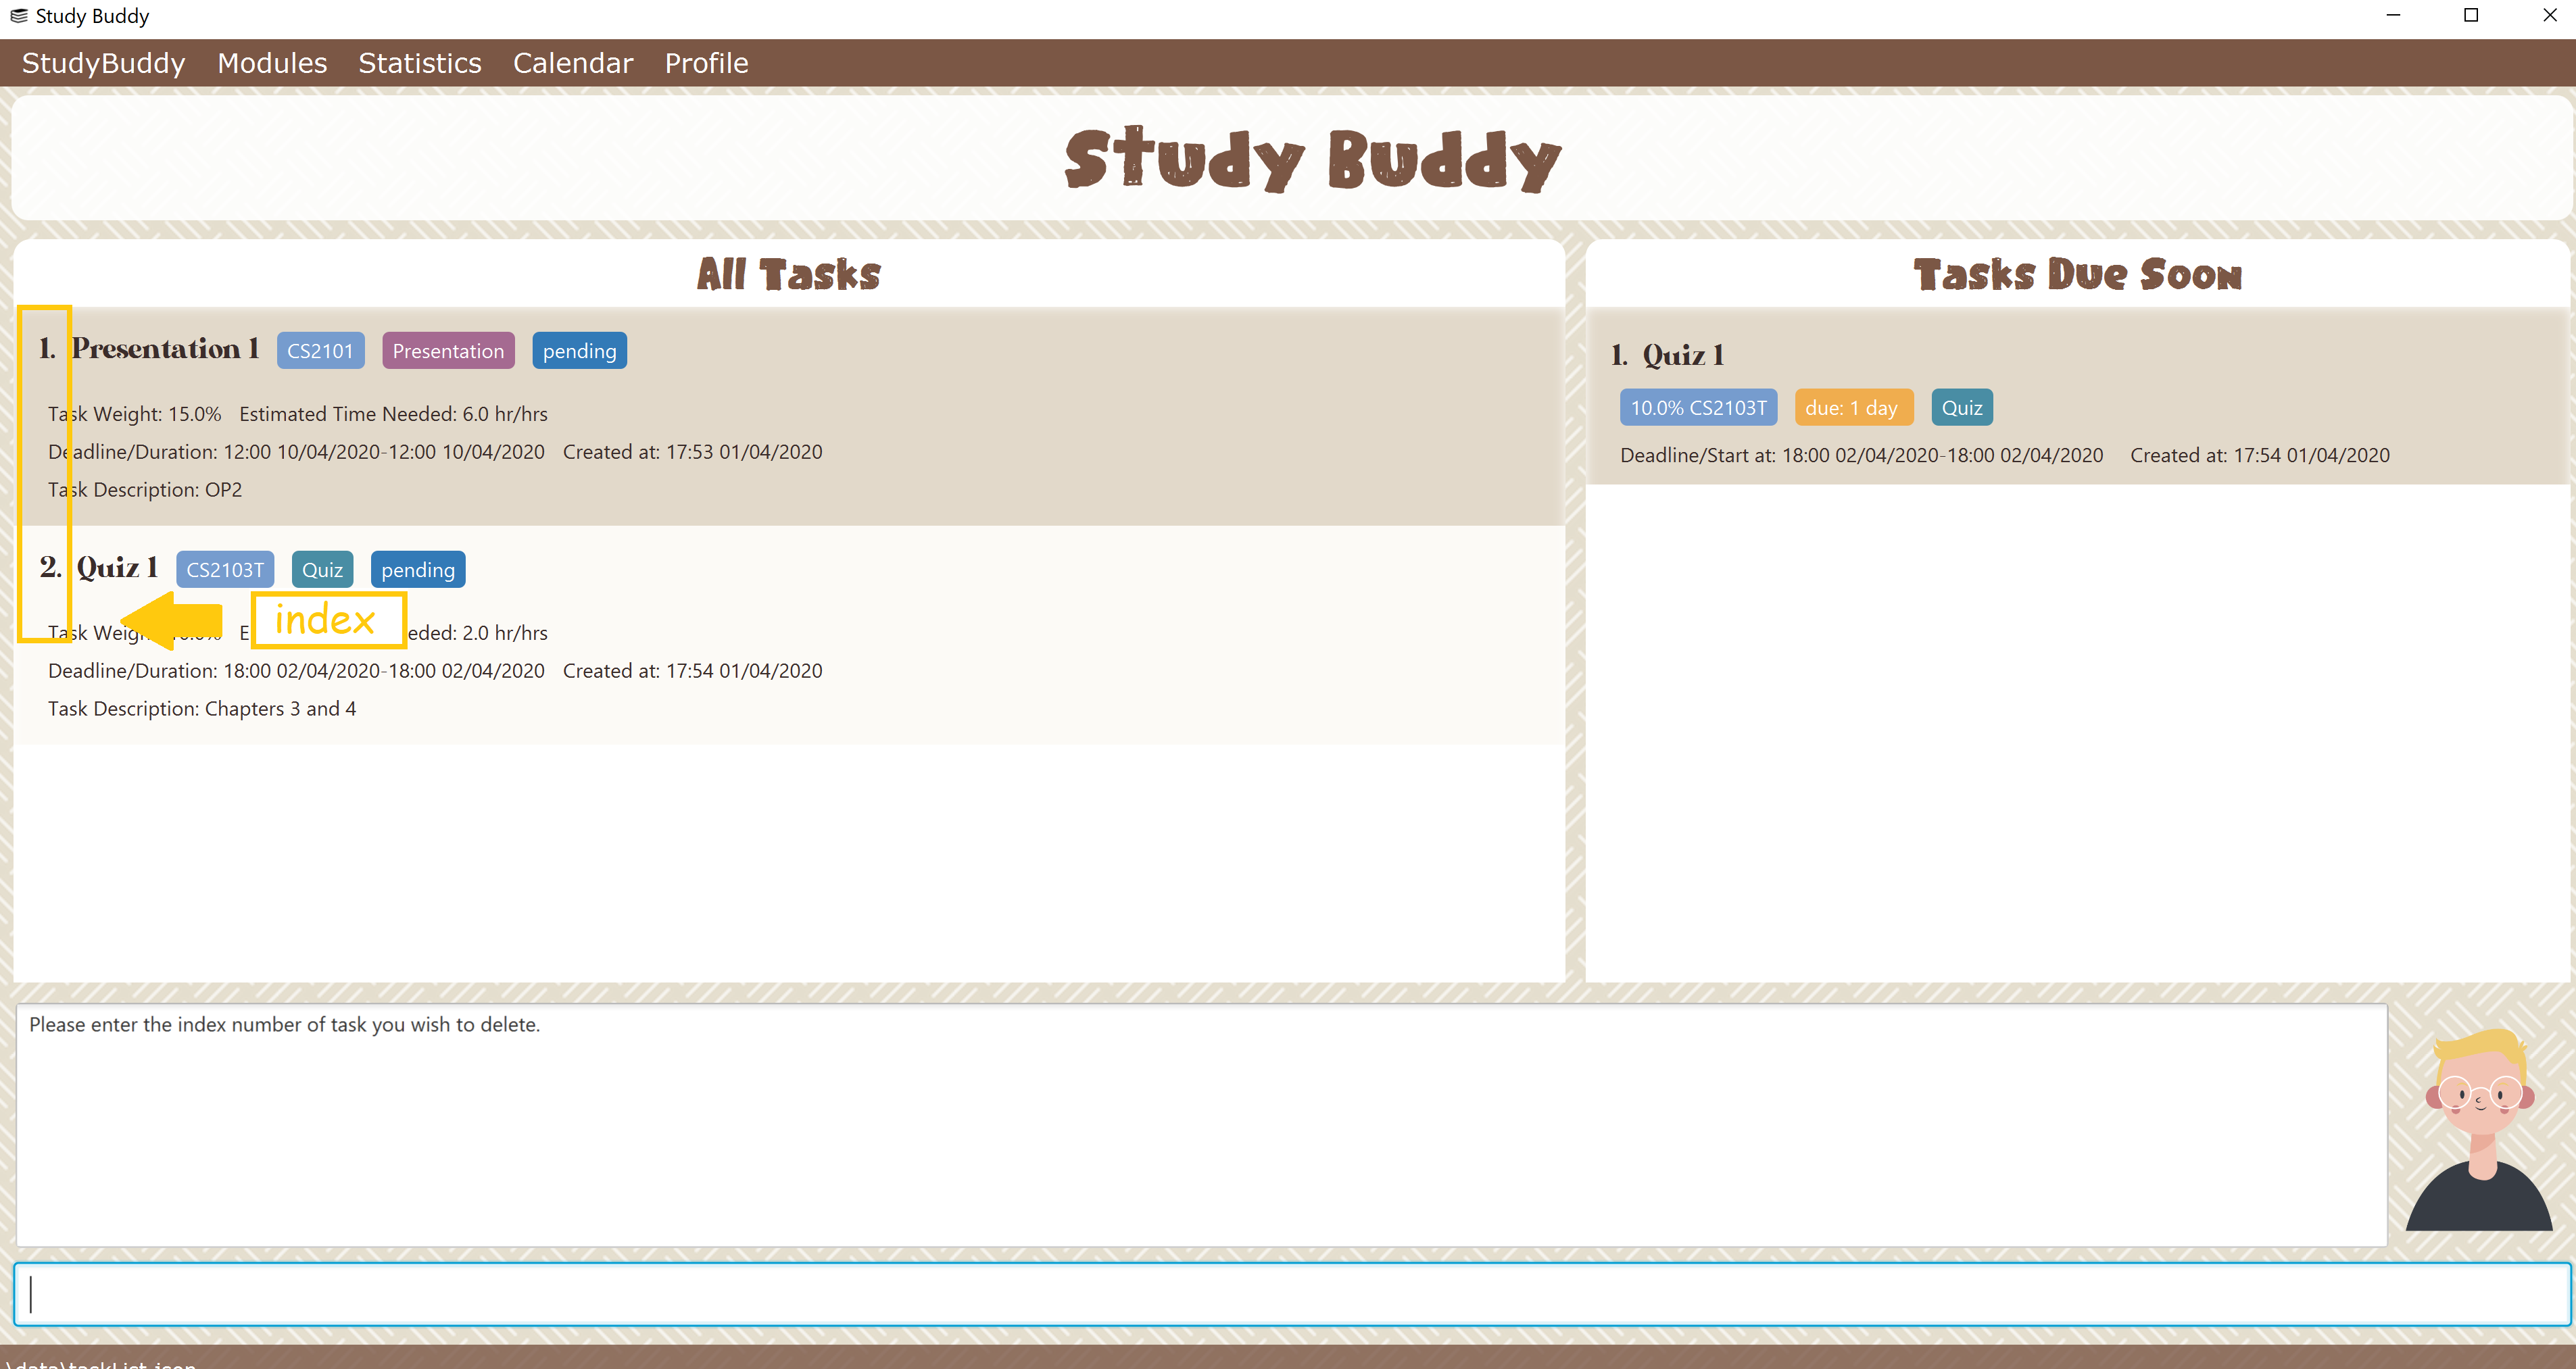 Study Buddy
StudyBuddy Modules Statistics Calendar Profile
Study Buddy
All Tasks
1. Presentation 1 CS2101 Presentation pending
Task Weight: 15.0% Estimated Time Needed: 6.0 hr/hrs
Deadline/Duration: 12:00 10/04/2020-12:00 10/04/2020 Created at: 17:53 01/04/2020
Task Description: OP2
2. Quiz 1 CS2103T Quiz pending
index
Task eded: 2.0 hr/hrs
Deadline/Duration: 18:00 02/04/2020-18:00 02/04/2020 Created at: 17:54 01/04/2020
Task Description: Chapters 3 and 4
Tasks Due Soon
1. Quiz 1
10.0% CS2103T due: 1 day Quiz
Deadline/Start at: 18:00 02/04/2020-18:00 02/04/2020 Created at: 17:54 01/04/2020
Please enter the index number of task you wish to delete.
\data\taskList.json